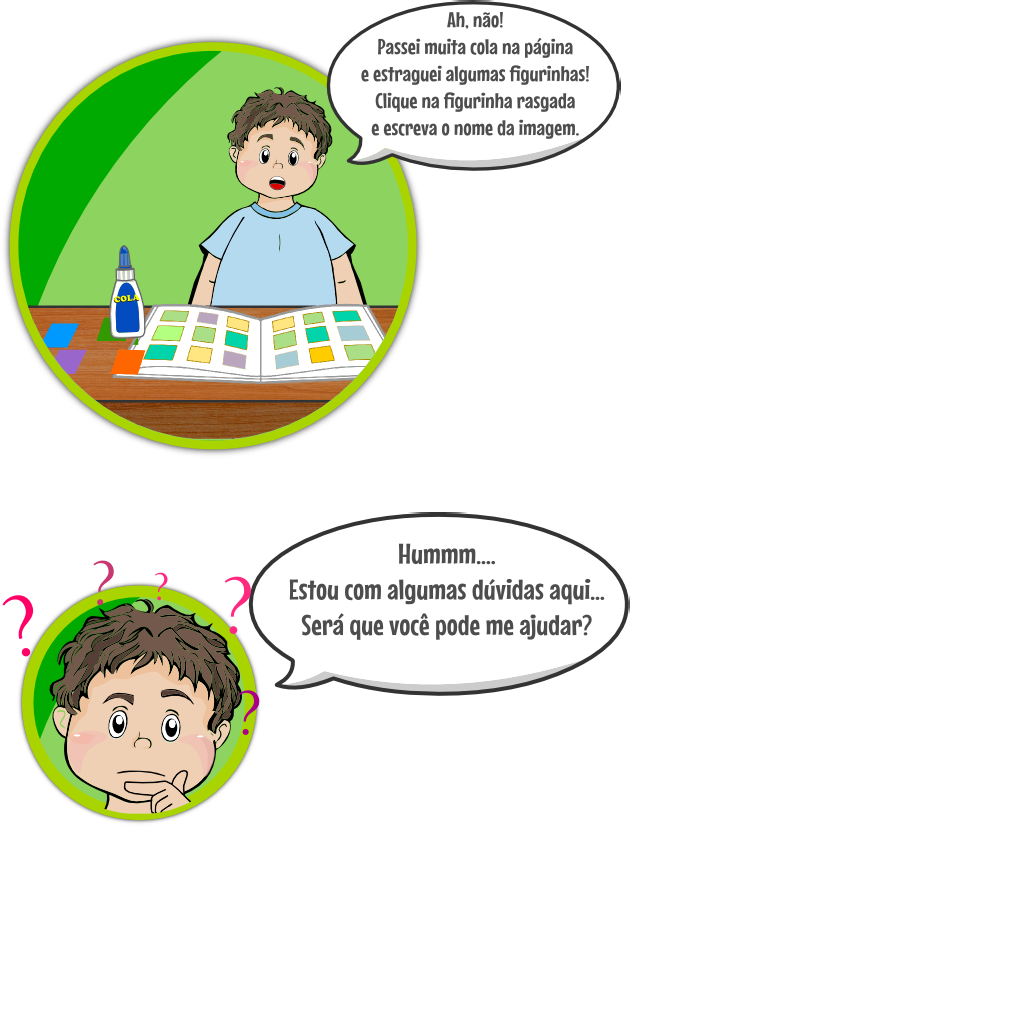 Ah, não!
Passei muita cola na página
e estraguei algumas figurinhas!
Clique na figurinha rasgada
e escreva o nome da imagem.
COLA
Hummm....
Estou com algumas dúvidas aqui...
Será que você pode me ajudar?
? ? ? ? ?